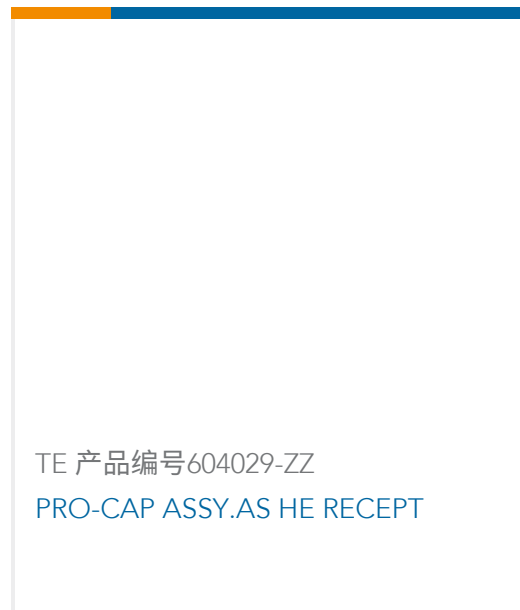 TE 产品编号604029-ZZ
PRO-CAP ASSY.AS HE RECEPT